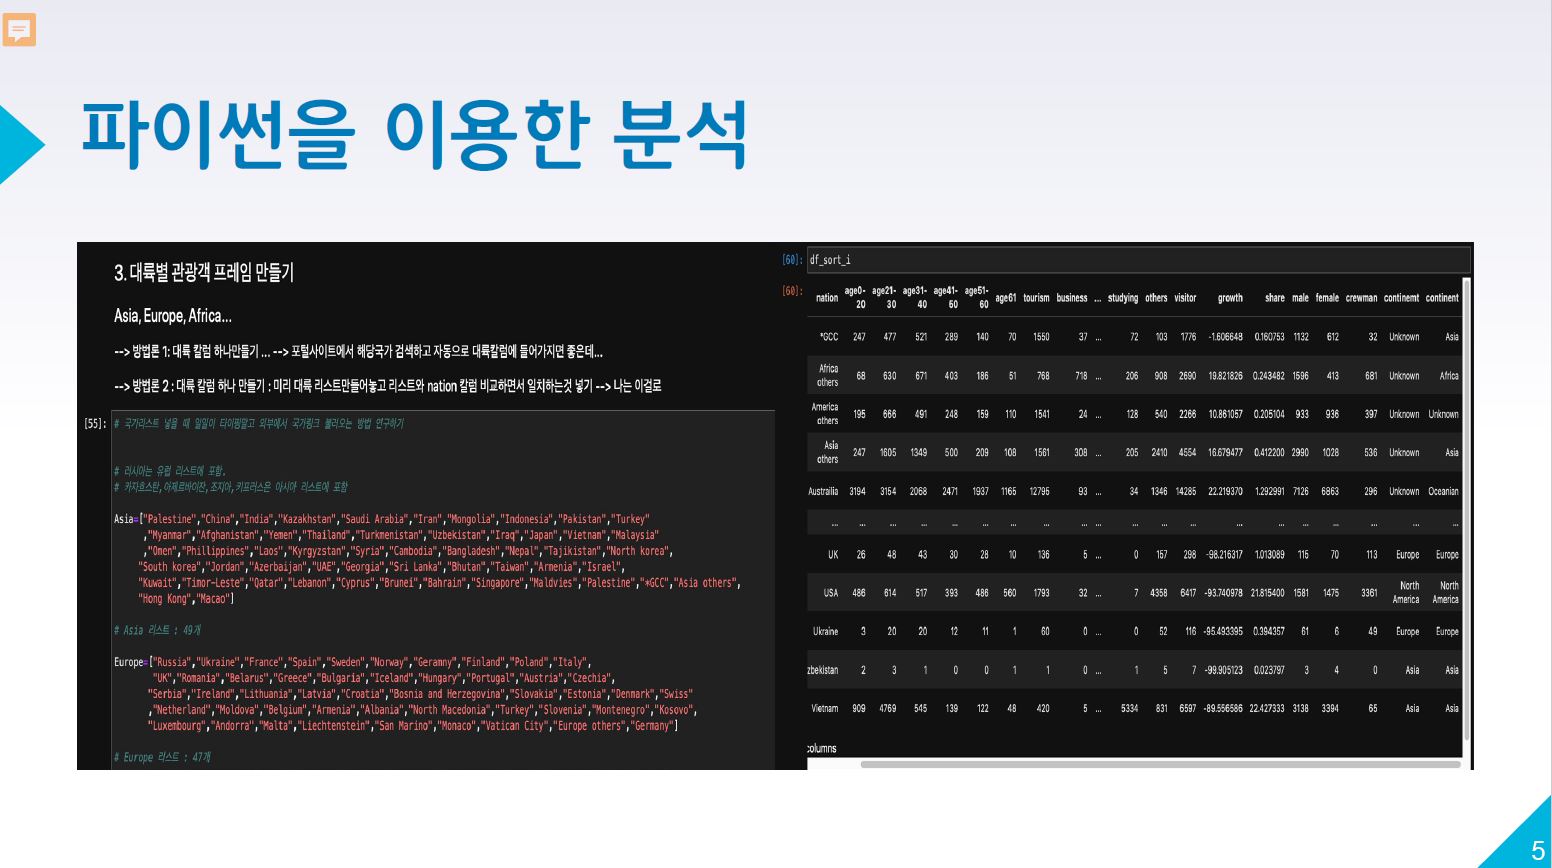 파이썬을 이용한 분석
3. 대륙별 관광객 프레임 만들기
Asia, Europe, Africa...
--> 방법론 1: 대륙 칼럼 하나만들기 ... --> 포털사이트에서 해당국가 검색하고 자동으로 대륙칼럼에 들어가지면 좋은데...
--> 방법론 2 : 대륙 칼럼 하나 만들기 : 미리 대륙 리스트만들어놓고 리스트와 nation 칼럼 비교하면서 일치하는것 넣기 --> 나는 이걸로
[55]:
# 국가리스트 넣을 때 일일이 타이핑말고 외부에서 국가링크 불러오는 방법 연구하기
# 러시아는 유럽 리스트에 포함.
# 카자흐스탄,아제르바이잔,조지아,키프러스은 아시아 리스트에 포함
Asia=["Palestine","China","India","Kazakhstan","Saudi Arabia","Iran","Mongolia","Indonesia","Pakistan","Turkey"
,"Myanmar","Afghanistan","Yemen","Thailand","Turkmenistan","Uzbekistan","Iraq","Japan","Vietnam","Malaysia"
,"Omen","Phillippines","Laos","Kyrgyzstan","Syria","Cambodia","Bangladesh","Nepal","Tajikistan","North korea",
"South korea","Jordan","Azerbaijan","UAE","Georgia","Sri Lanka","Bhutan","Taiwan","Armenia","Israel",
"Kuwait","Timor-Leste","Qatar","Lebanon","Cyprus","Brunei","Bahrain","Singapore","Maldvies","Palestine","*GCC","Asia others",
"Hong Kong","Macao"]
# Asia 리스트 : 49개
Europe=["Russia","Ukraine","France","Spain","Sweden","Norway","Geramny","Finland","Poland","Italy",
"UK","Romania","Belarus","Greece","Bulgaria","Iceland","Hungary","Portugal","Austria","Czechia",
"Serbia","Ireland","Lithuania","Latvia","Croatia","Bosnia and Herzegovina","Slovakia","Estonia","Denmark","Swiss"
,"Netherland","Moldova","Belgium","Armenia","Albania","North Macedonia","Turkey","Slovenia","Montenegro","Kosovo",
"Luxembourg","Andorra","Malta","Liechtenstein","San Marino","Monaco","Vatican City","Europe others","Germany"]
# Europe 리스트 : 47개
[60]: df_sort_i
[60]:
nation age0-20 age21-30 age31-40 age41-50 age51-60 age61 tourism business ... studying others visitor growth share male female crewman continemt continent
*GCC 247 477 521 289 140 70 1550 37 ... 72 103 1776 -1.606648 0.160753 1132 612 32 Unknown Asia
Africa others 68 630 671 403 186 51 768 718 ... 206 908 2690 19.821826 0.243482 1596 413 681 Unknown Africa
America others 195 666 491 248 159 110 1541 24 ... 128 540 2266 10.861057 0.205104 933 936 397 Unknown Unknown
Asia others 247 1605 1349 500 209 108 1561 308 ... 205 2410 4554 16.679477 0.412200 2990 1028 536 Unknown Asia
Austrailia 3194 3154 2068 2471 1937 1165 12795 93 ... 34 1346 14285 22.219370 1.292991 7126 6863 296 Unknown Oceanian
... ... ... ... ... ... ... ... ... ... ... ... ... ... ... ... ... ... ... ...
UK 26 48 43 30 28 10 136 5 ... 0 157 298 -98.216317 1.013089 115 70 113 Europe Europe
USA 486 614 517 393 486 560 1793 32 ... 7 4358 6417 -93.740978 21.815400 1581 1475 3361 North America North America
Ukraine 3 20 20 12 11 1 60 0 ... 0 52 116 -95.493395 0.394357 61 6 49 Europe Europe
zbekistan 2 3 1 0 0 1 1 0 ... 1 5 7 -99.905123 0.023797 3 4 0 Asia Asia
Vietnam 909 4769 545 139 122 48 420 5 ... 5334 831 6597 -89.556586 22.427333 3138 3394 65 Asia Asia
columns
5